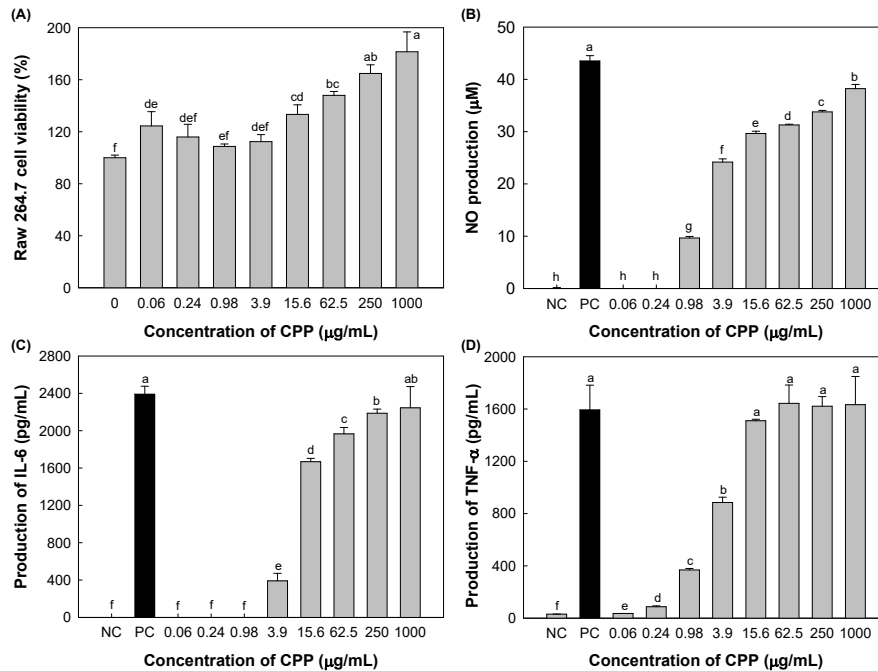 (A)
Raw 264.7 cell viability (%)
200
160
120
80
40
0
f
de
def
ef
def
cd
bc
ab
a
0 0.06 0.24 0.98 3.9 15.6 62.5 250 1000
Concentration of CPP (μg/mL)
(B)
NO production (μM)
50
40
30
20
10
0
h
a
h
h
g
f
e
d
c
b
NC PC 0.06 0.24 0.98 3.9 15.6 62.5 250 1000
Concentration of CPP (μg/mL)
(C)
Production of IL-6 (pg/mL)
2800
2400
2000
1600
1200
800
400
0
f
a
f
f
f
e
d
c
b
ab
NC PC 0.06 0.24 0.98 3.9 15.6 62.5 250 1000
Concentration of CPP (μg/mL)
(D)
Production of TNF-α (pg/mL)
2000
1600
1200
800
400
0
f
a
e
d
c
b
a
a
a
a
NC PC 0.06 0.24 0.98 3.9 15.6 62.5 250 1000
Concentration of CPP (μg/mL)